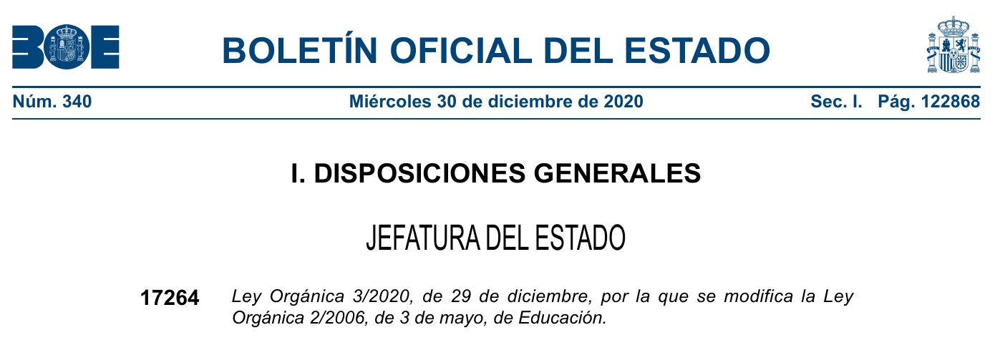 BOE
BOLETÍN OFICIAL DEL ESTADO
Núm. 340 Miércoles 30 de diciembre de 2020 Sec. I. Pág. 122868
I. DISPOSICIONES GENERALES
JEFATURA DEL ESTADO
17264 Ley Orgánica 3/2020, de 29 de diciembre, por la que se modifica la Ley
Orgánica 2/2006, de 3 de mayo, de Educación.